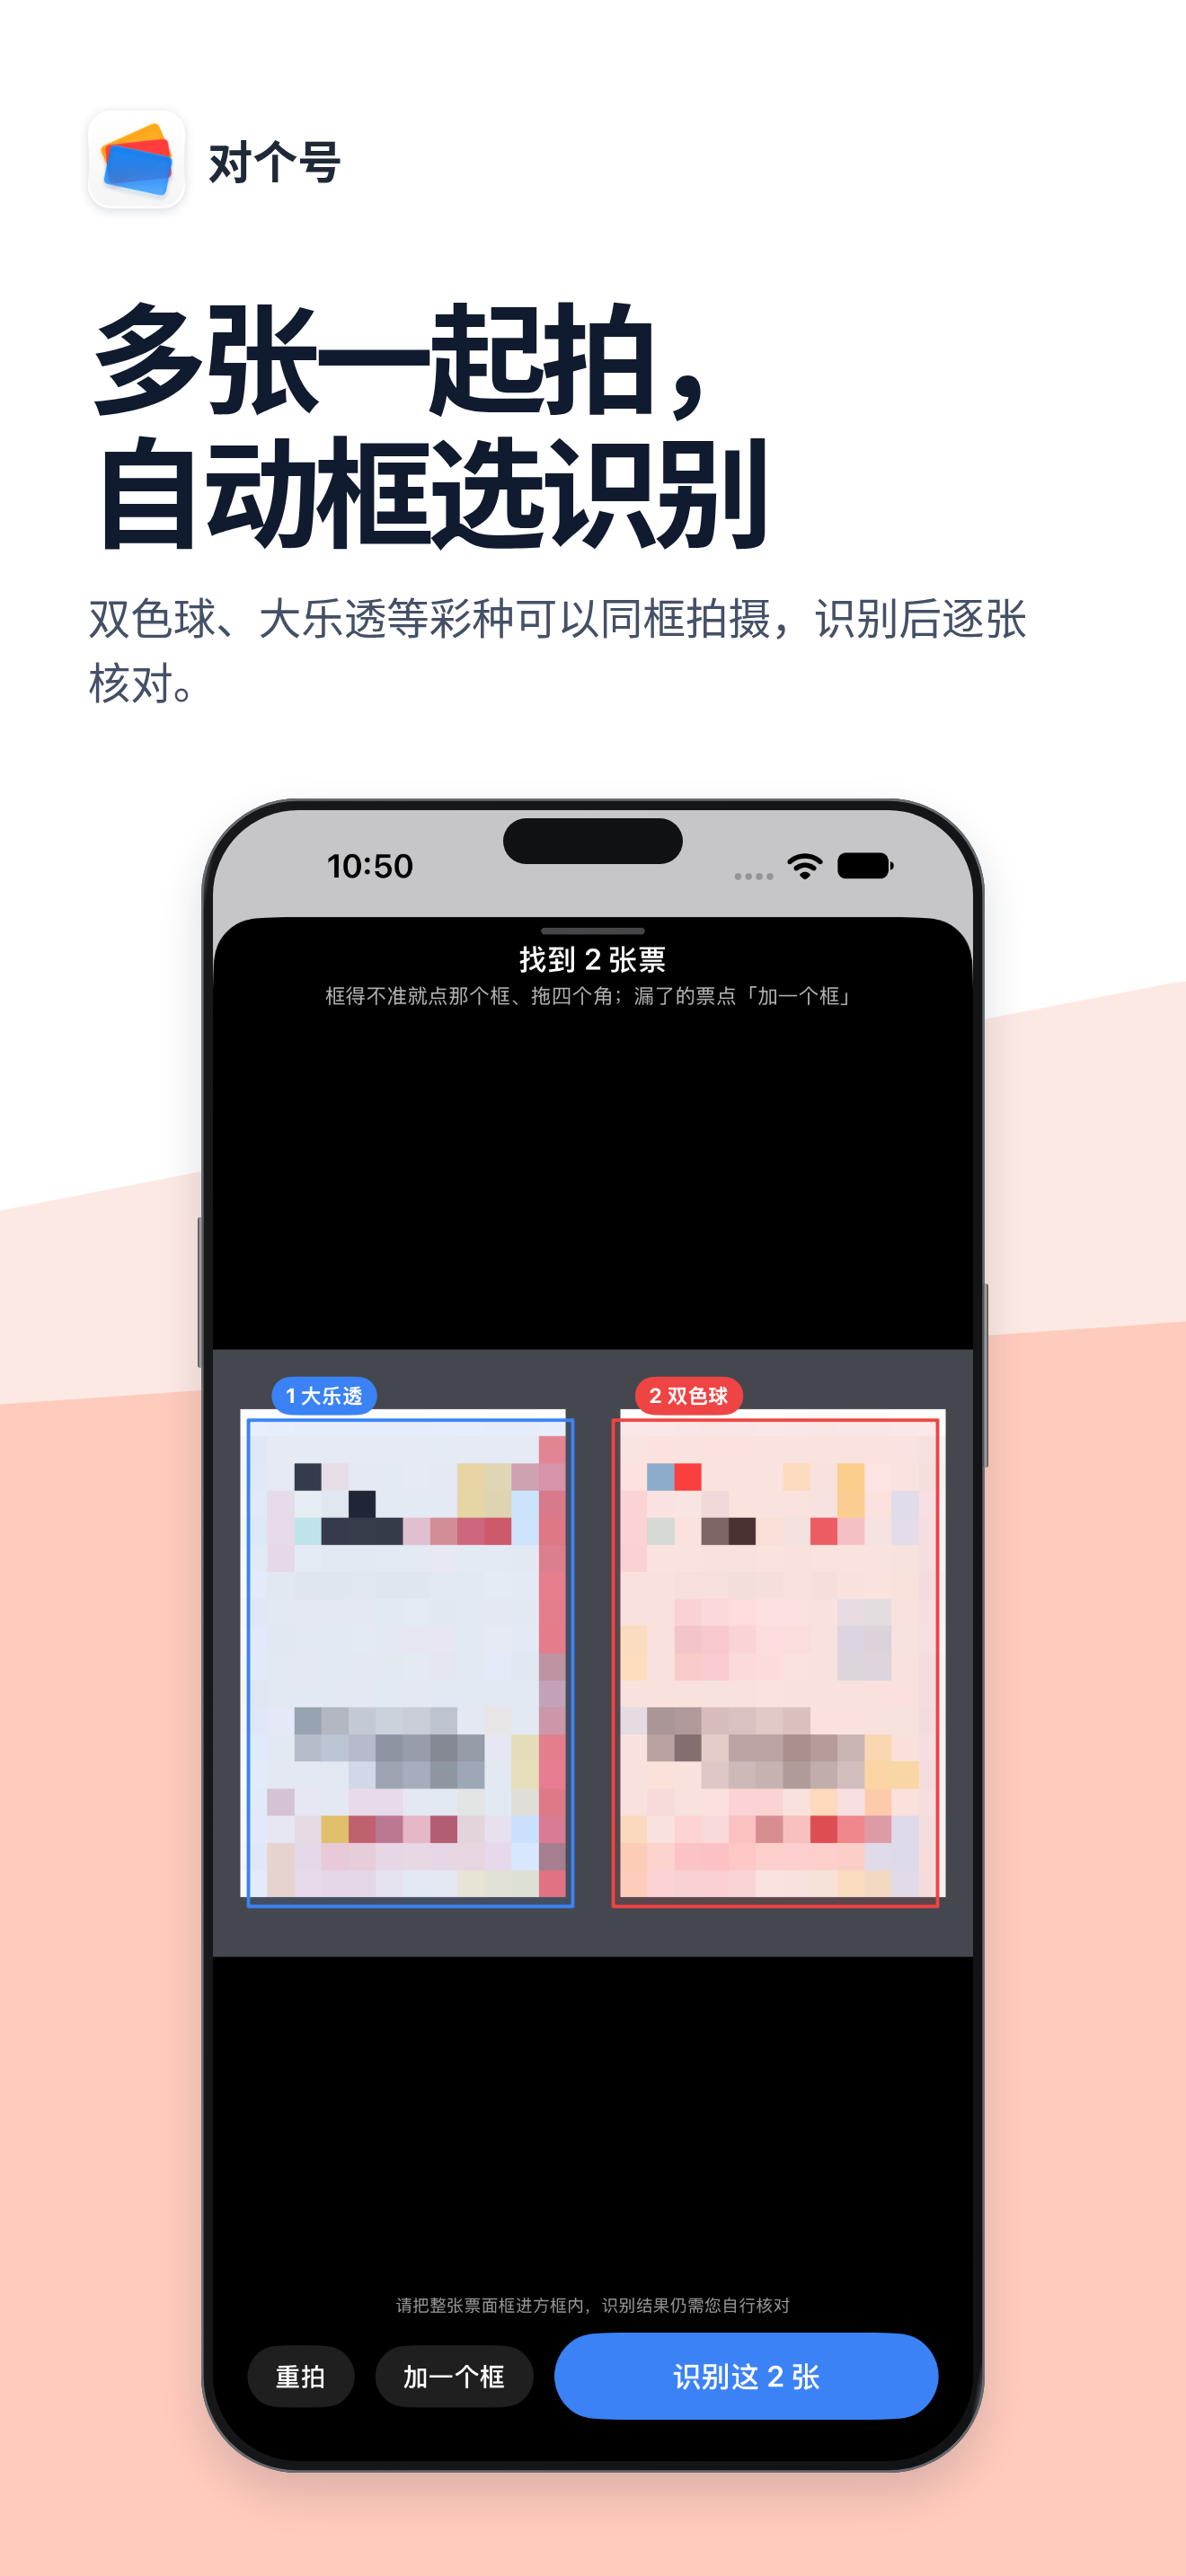 对个号
多张一起拍，
自动框选识别
双色球、大乐透等彩种可以同框拍摄，识别后逐张
核对。
10:50
找到 2 张票
框得不准就点那个框、拖四个角；漏了的票点「加一个框」
1 大乐透
2 双色球
请把整张票面框进方框内，识别结果仍需您自行核对
重拍
加一个框
识别这 2 张